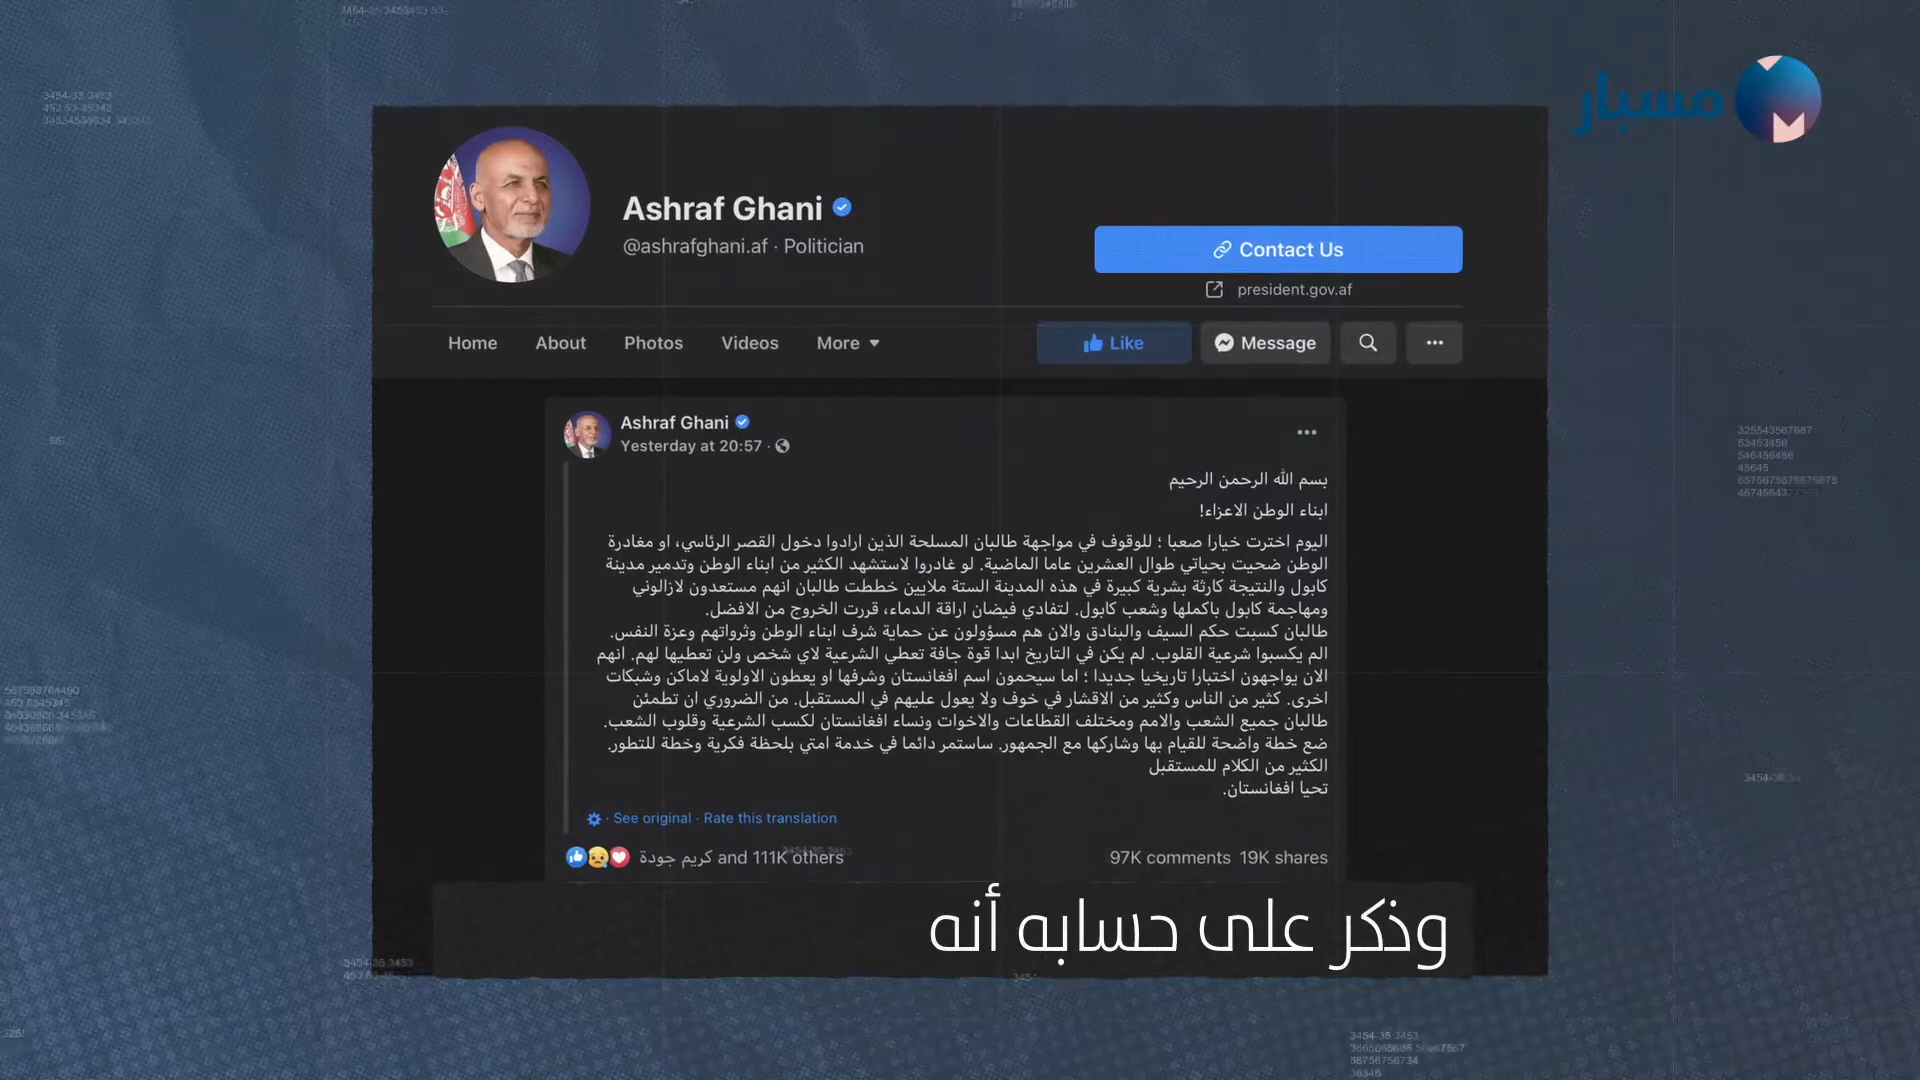 مسبار
Ashraf Ghani
@ashrafghani.af · Politician
Contact Us
president.gov.af
Home About Photos Videos More
Like Message
Ashraf Ghani
Yesterday at 20:57 ·
بسم الله الرحمن الرحيم
ابناء الوطن الاعزاء!
اليوم اخترت خيارا صعبا ؛ للوقوف في مواجهة طالبان المسلحة الذين ارادوا دخول القصر الرئاسي، او مغادرة
الوطن ضحيت بحياتي طوال العشرين عاما الماضية. لو غادروا لاستشهد الكثير من ابناء الوطن وتدمير مدينة
كابول والنتيجة كارثة بشرية كبيرة في هذه المدينة الستة ملايين خططت طالبان انهم مستعدون لازالوني
ومهاجمة كابول باكملها وشعب كابول. لتفادي فيضان اراقة الدماء، قررت الخروج من الافضل.
طالبان كسبت حكم السيف والبنادق والان هم مسؤولون عن حماية شرف ابناء الوطن وثرواتهم وعزة النفس.
الم يكسبوا شرعية القلوب. لم يكن في التاريخ ابدا قوة جافة تعطي الشرعية لاي شخص ولن تعطيها لهم. انهم
الان يواجهون اختبارا تاريخيا جديدا ؛ اما سيحمون اسم افغانستان وشرفها او يعطون الاولوية لاماكن وشبكات
اخرى. كثير من الناس وكثير من الاقشار في خوف ولا يعول عليهم في المستقبل. من الضروري ان تطمئن
طالبان جميع الشعب والامم ومختلف القطاعات والاخوات ونساء افغانستان لكسب الشرعية وقلوب الشعب.
ضع خطة واضحة للقيام بها وشاركها مع الجمهور. ساستمر دائما في خدمة امتي بلحظة فكرية وخطة للتطور.
الكثير من الكلام للمستقبل
تحيا افغانستان.
· See original · Rate this translation
كريم جودة and 111K others 97K comments 19K shares
وذكر على حسابه أنه